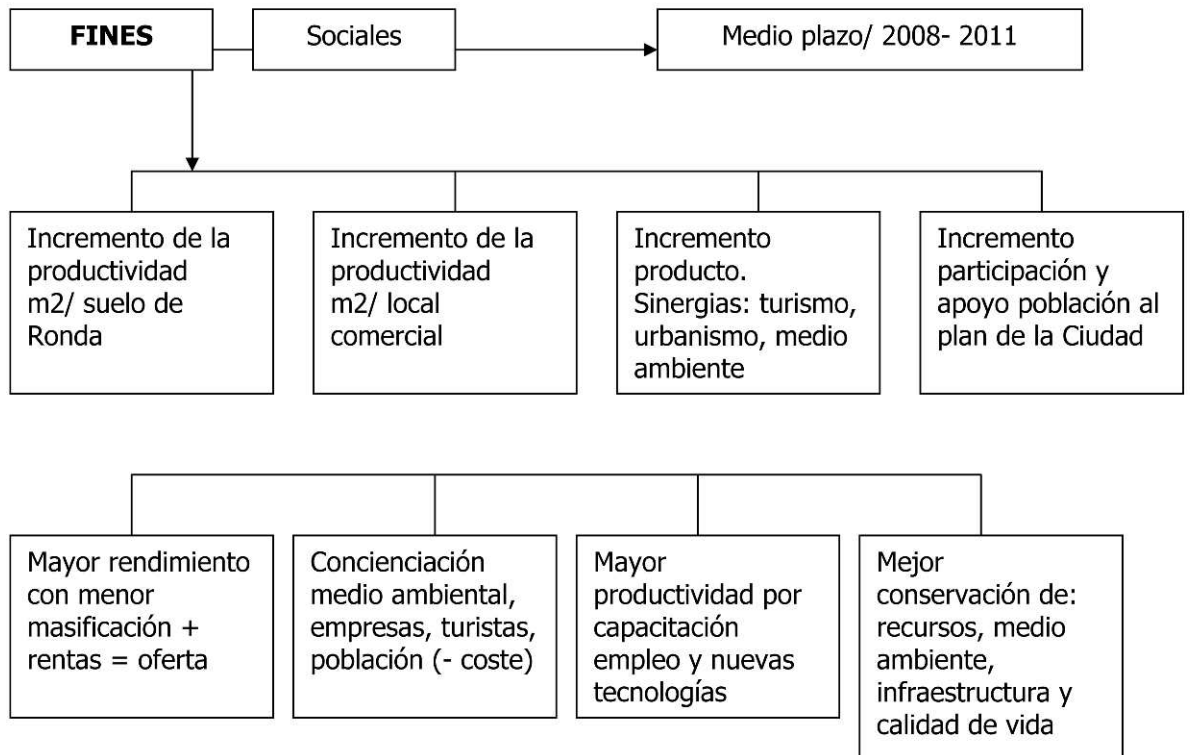 FINES
Sociales
Medio plazo/ 2008- 2011
Incremento de la
productividad
m2/ suelo de
Ronda
Incremento de la
productividad
m2/ local
comercial
Incremento
producto.
Sinergias: turismo,
urbanismo, medio
ambiente
Incremento
participación y
apoyo población al
plan de la Ciudad
Mayor rendimiento
con menor
masificación +
rentas = oferta
Concienciación
medio ambiental,
empresas, turistas,
población (- coste)
Mayor
productividad por
capacitación
empleo y nuevas
tecnologías
Mejor
conservación de:
recursos, medio
ambiente,
infraestructura y
calidad de vida